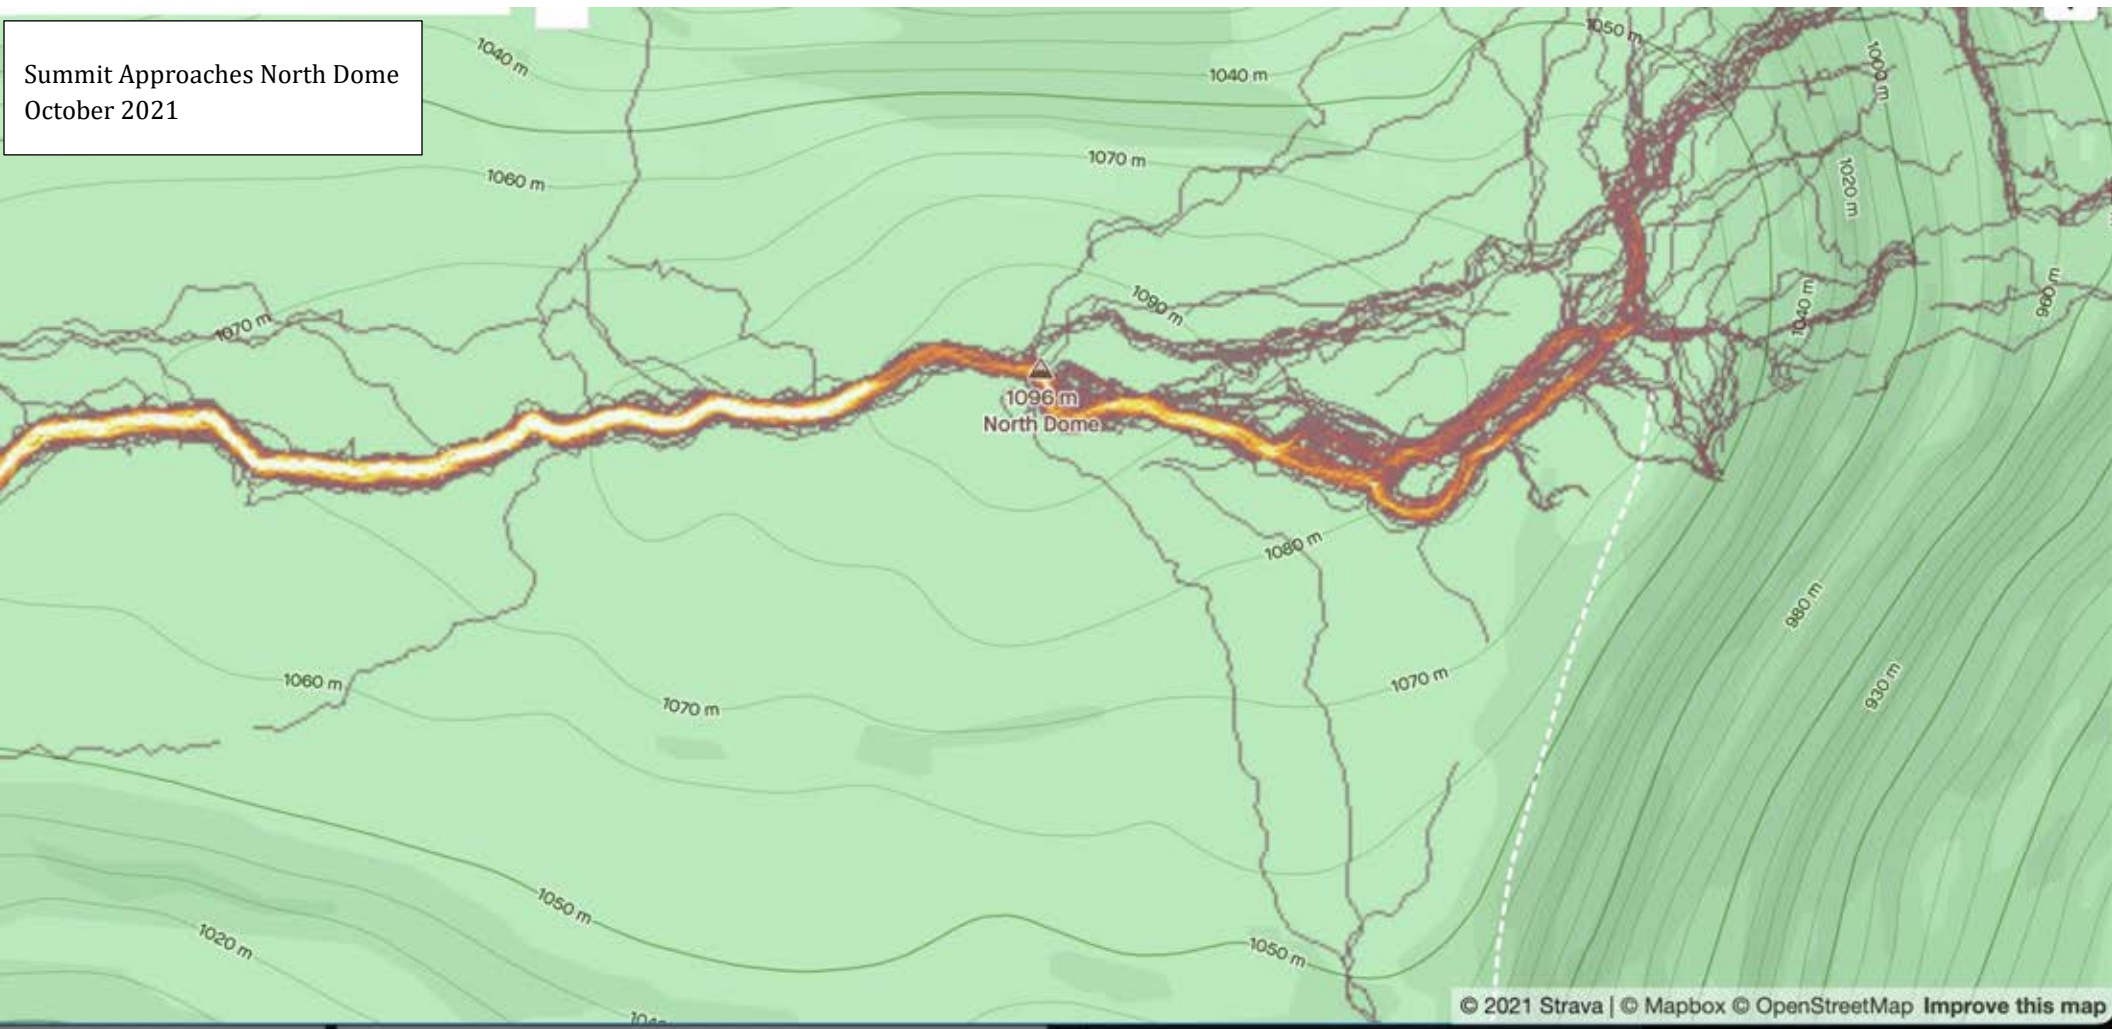 Summit Approaches North Dome
October 2021
1040 m
1040 m
1050 m
1000 m
1060 m
1070 m
1020 m
1070 m
1090 m
1040 m
960 m
1096 m
North Dome
1080 m
980 m
1060 m
1070 m
1070 m
930 m
1050 m
1020 m
1050 m
© 2021 Strava | © Mapbox © OpenStreetMap Improve this map